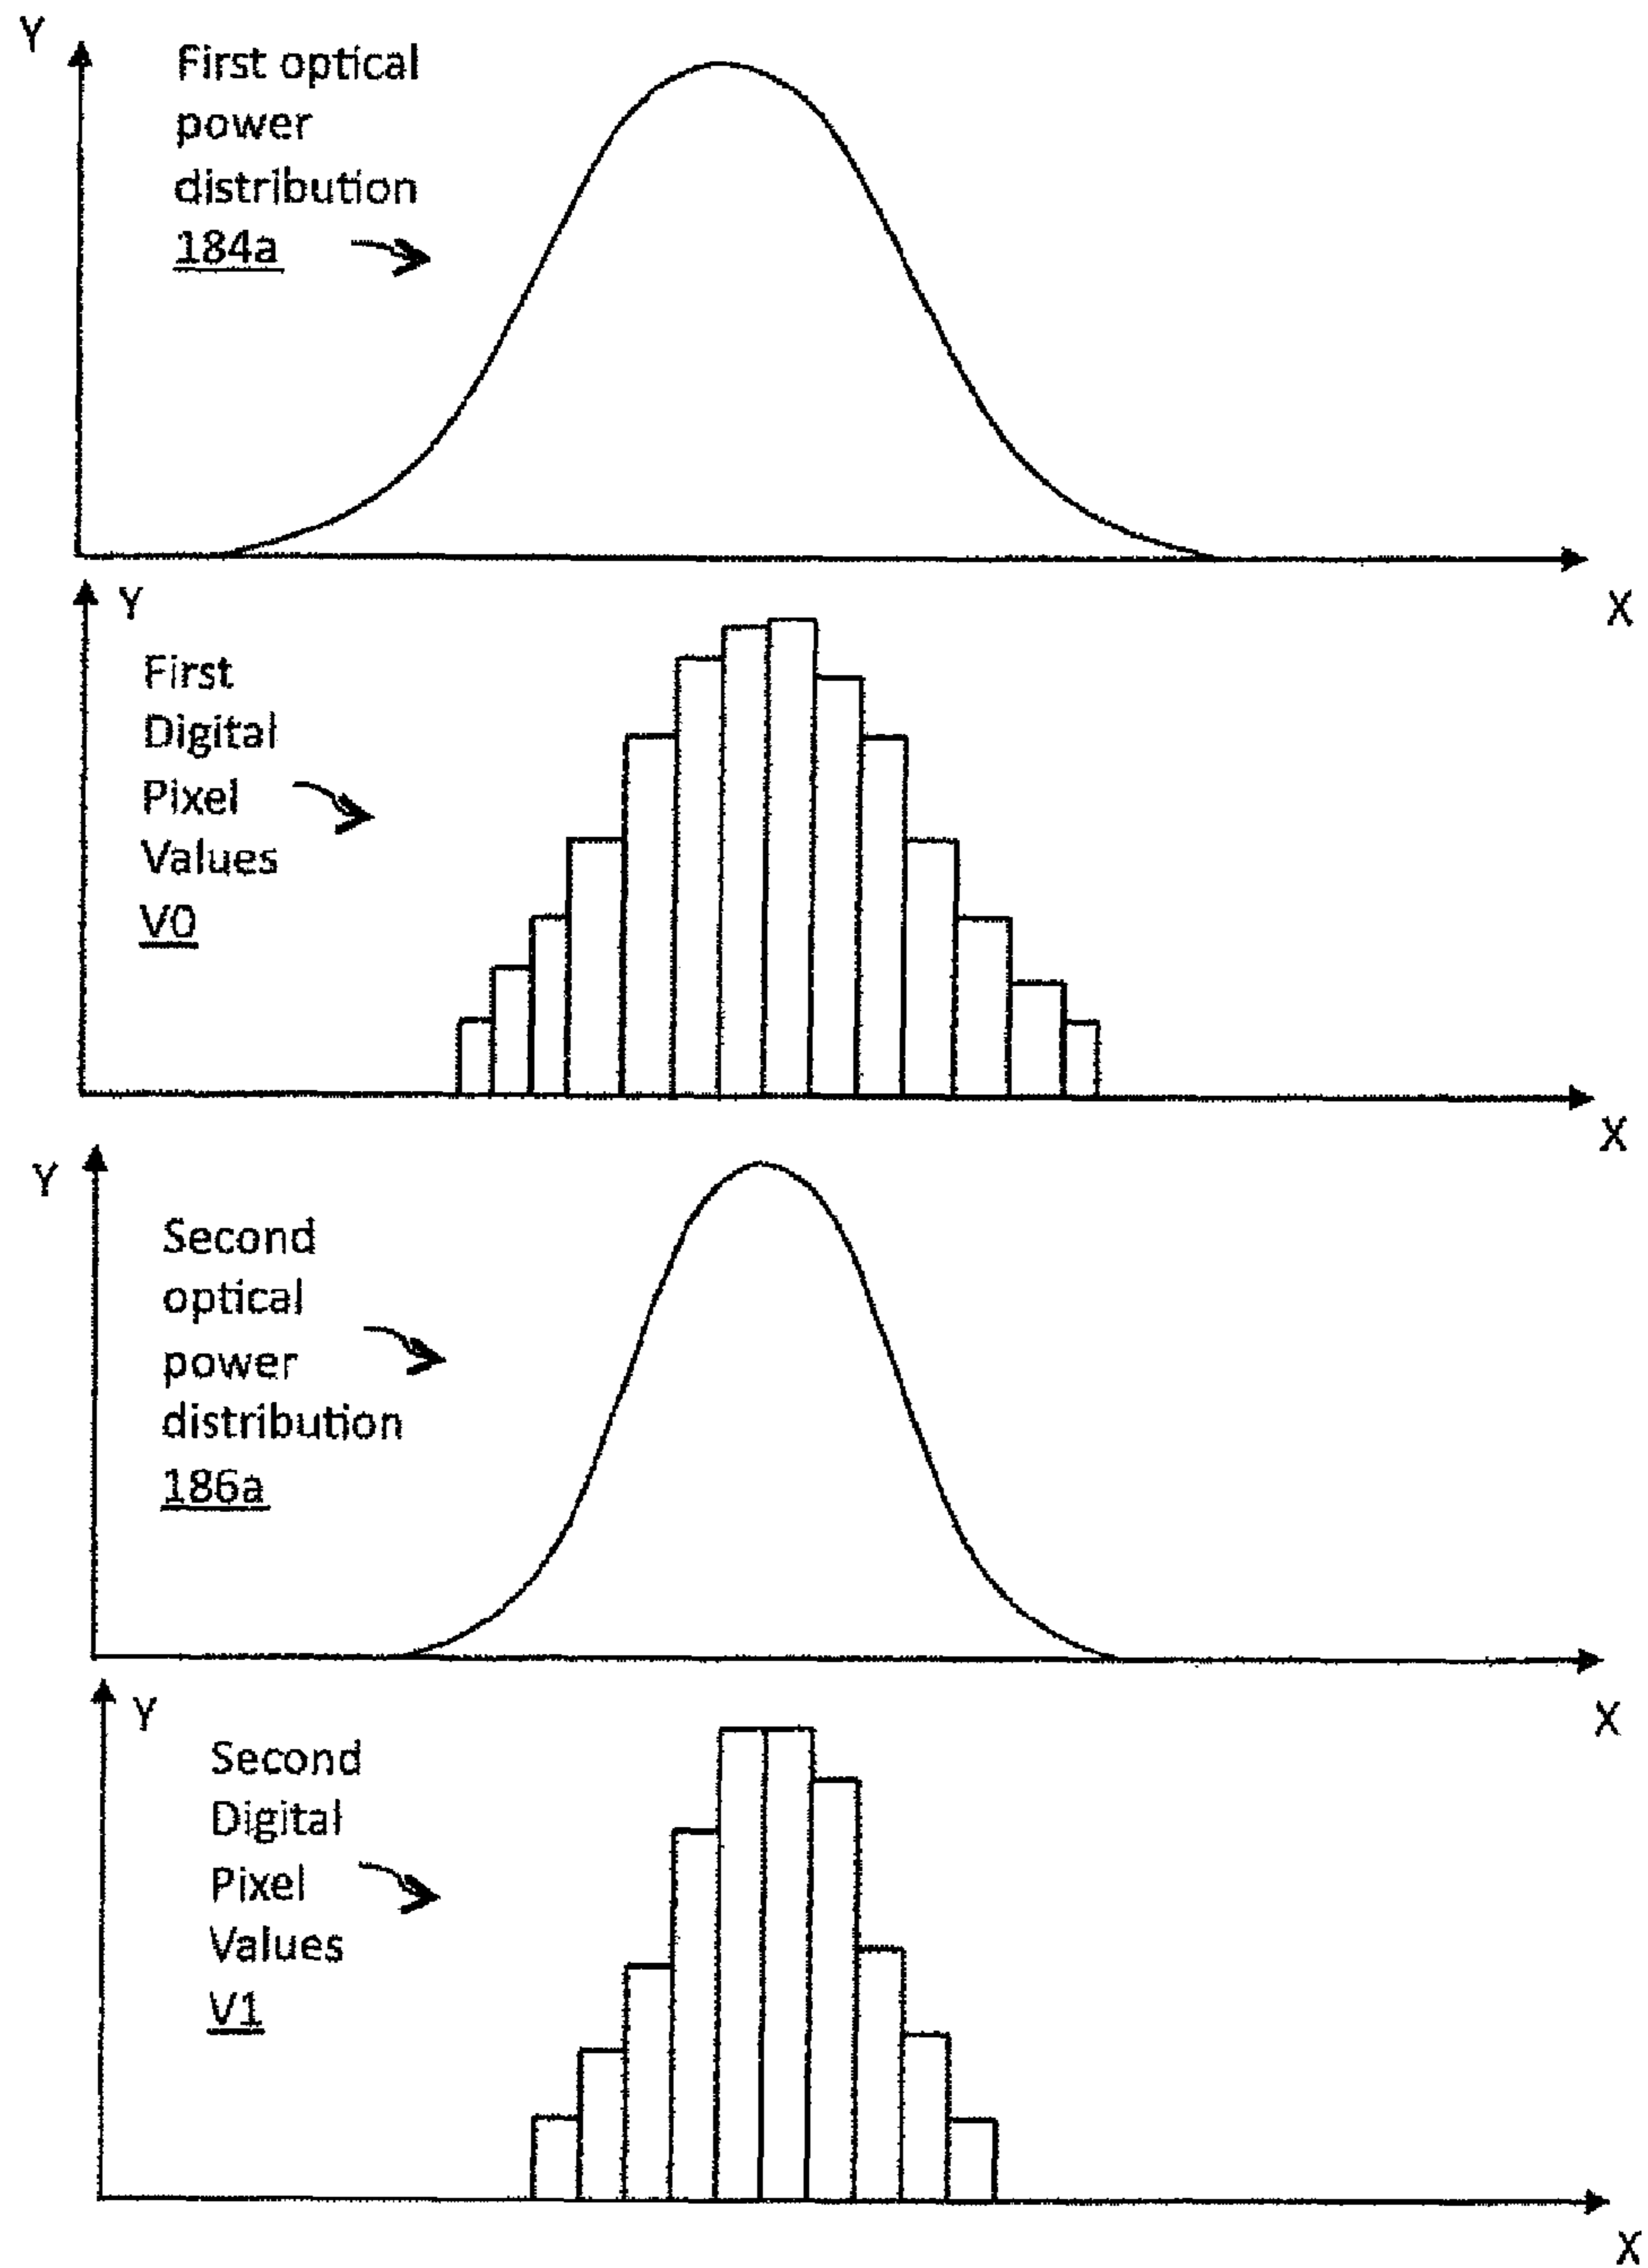 Y
First optical
power
distribution
184a
X
Y
First
Digital
Pixel
Values
V0
X
Y
Second
optical
power
distribution
186a
X
Y
Second
Digital
Pixel
Values
V1
X